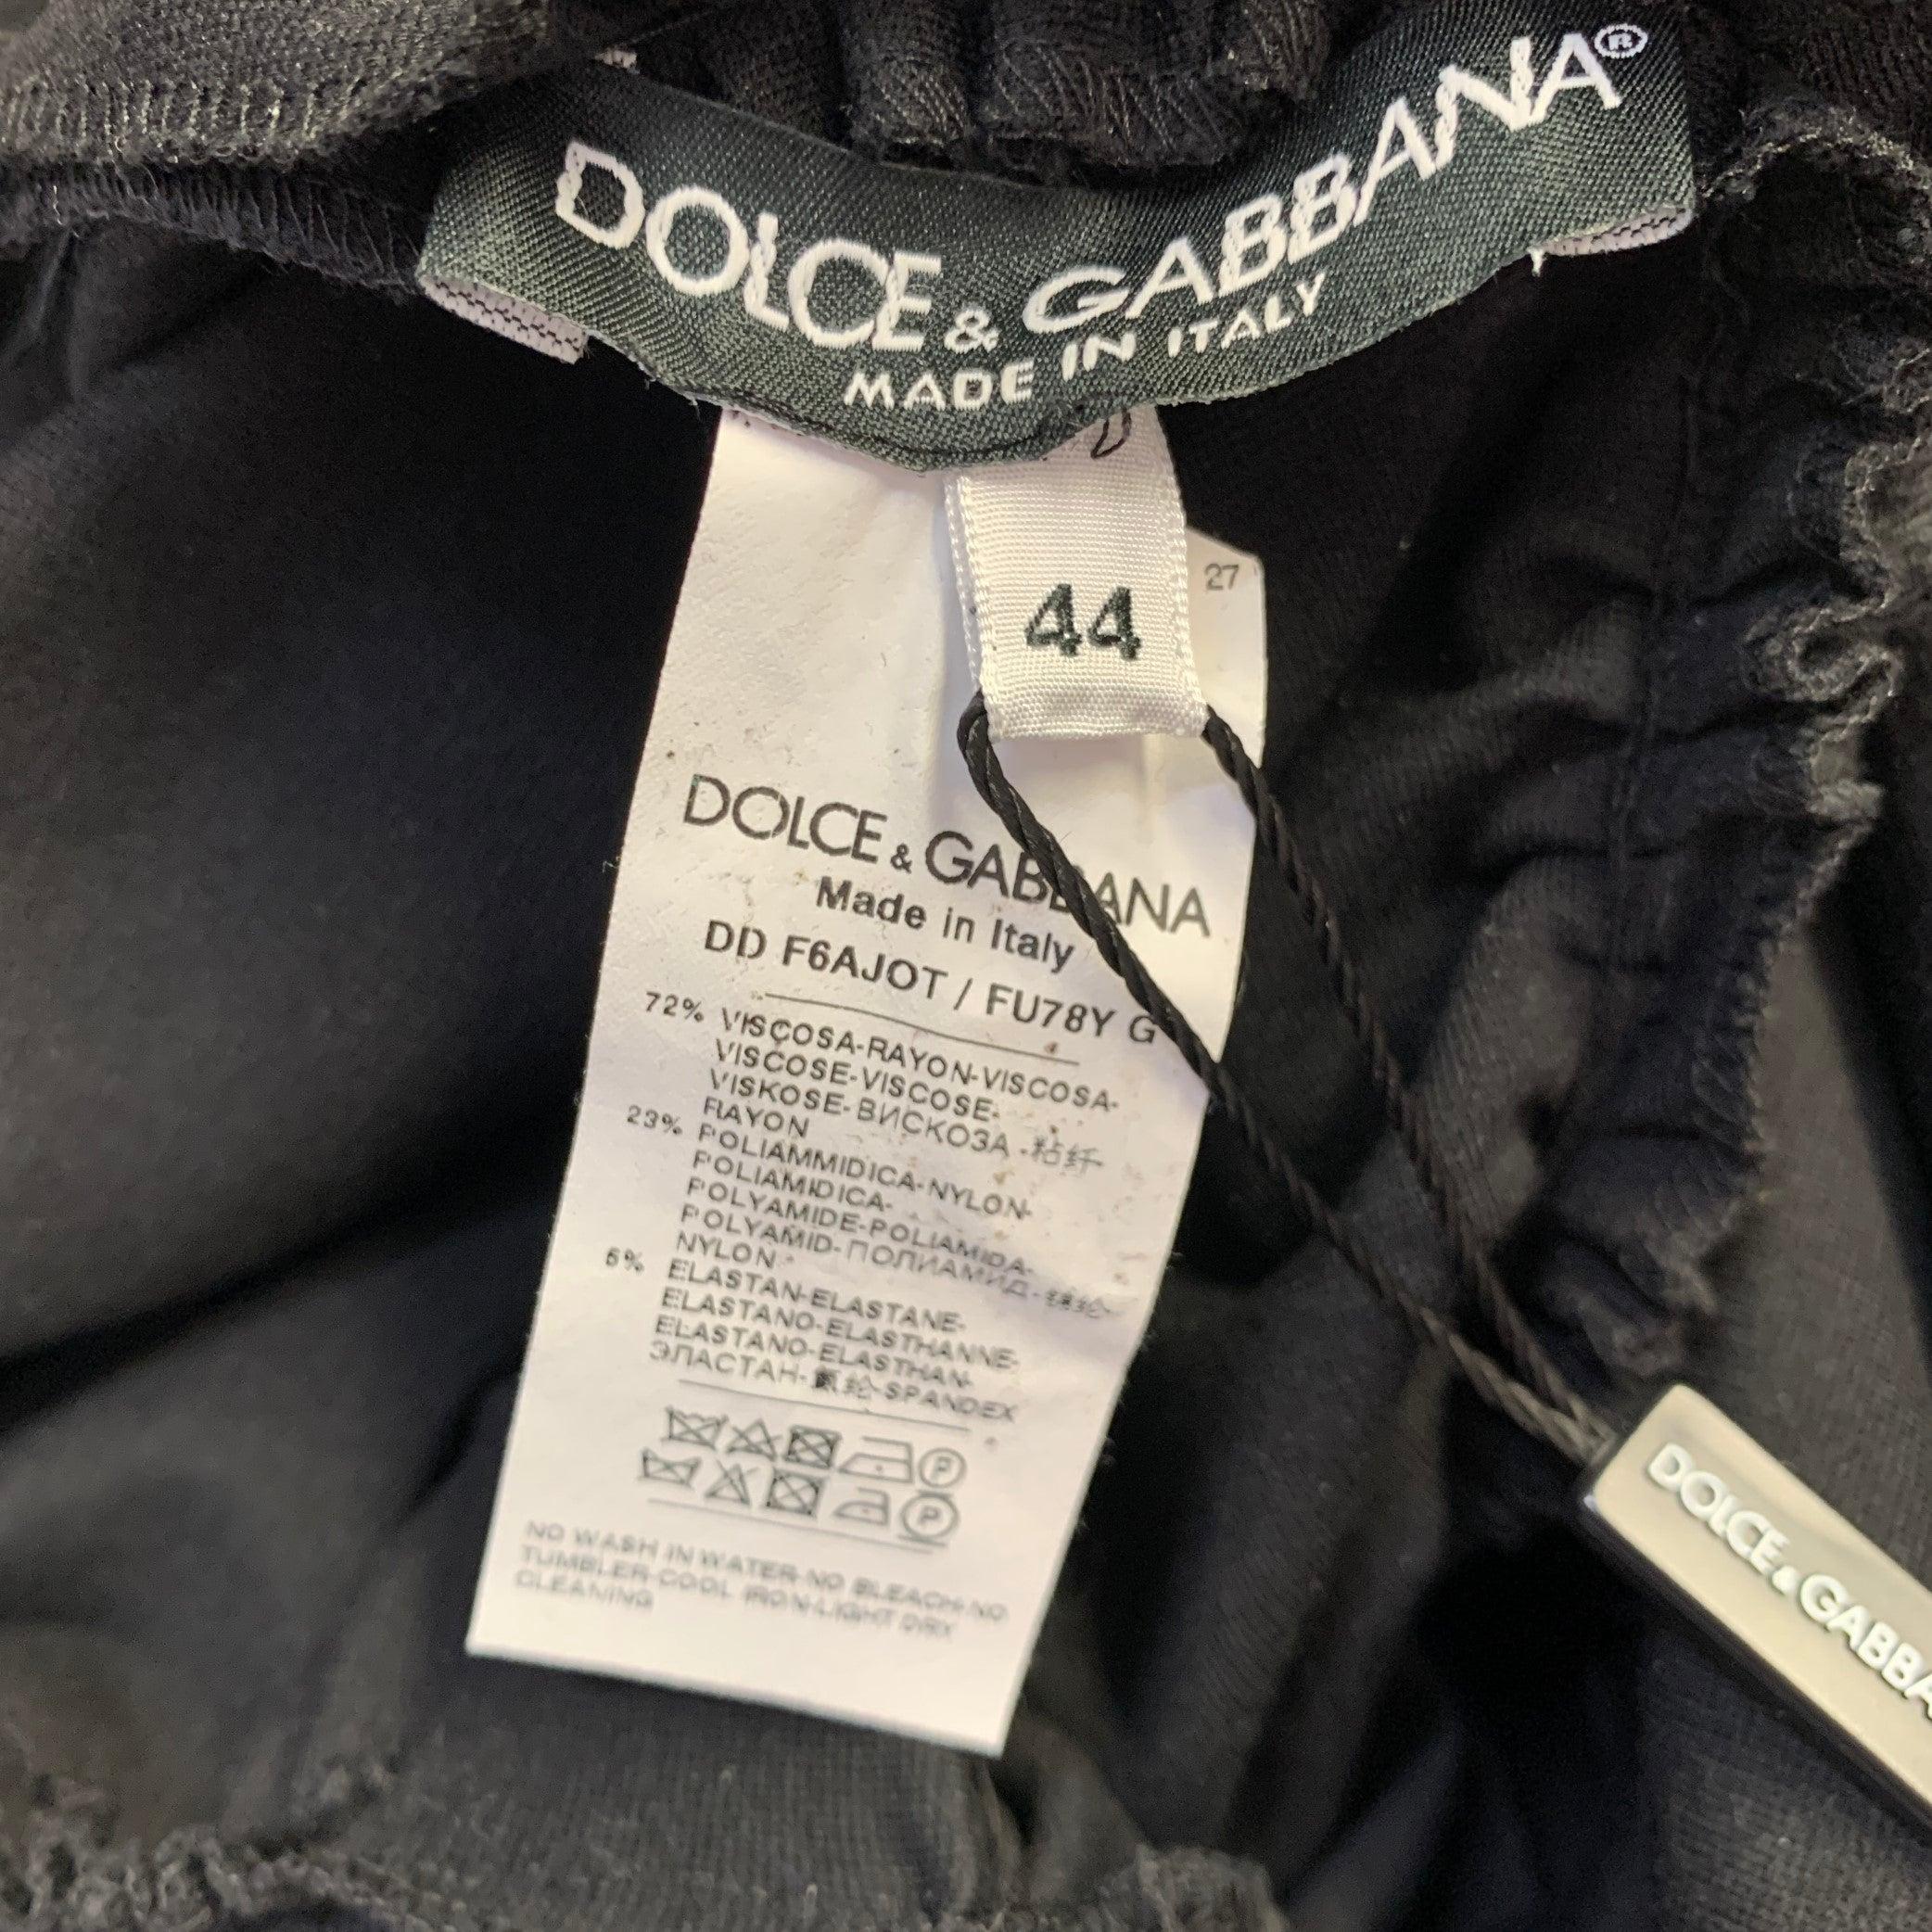 DOLCE & GABBANA®
MADE IN ITALY
44
27
DOLCE & GABBANA
Made in Italy
DD F6AJOT / FU78Y G
72% VISCOSA-RAYON-VISCOSA-
VISCOSE-VISCOSE-
VISKOSE-ВИСКОЗА-粘纤-
RAYON
23% POLIAMMIDICA-NYLON-
POLIAMIDICA-
POLYAMIDE-POLIAMIDA-
POLYAMID-ПОЛИАМИД-锦纶-
NYLON
5% ELASTAN-ELASTANE-
ELASTANO-ELASTHANNE-
ELASTANO-ELASTHAN-
ЭЛАСТАН-氨纶-SPANDEX
P
P
NO WASH IN WATER-NO BLEACH-NO
TUMBLER-COOL IRON-LIGHT DRY
CLEANING
DOLCE & GABBA